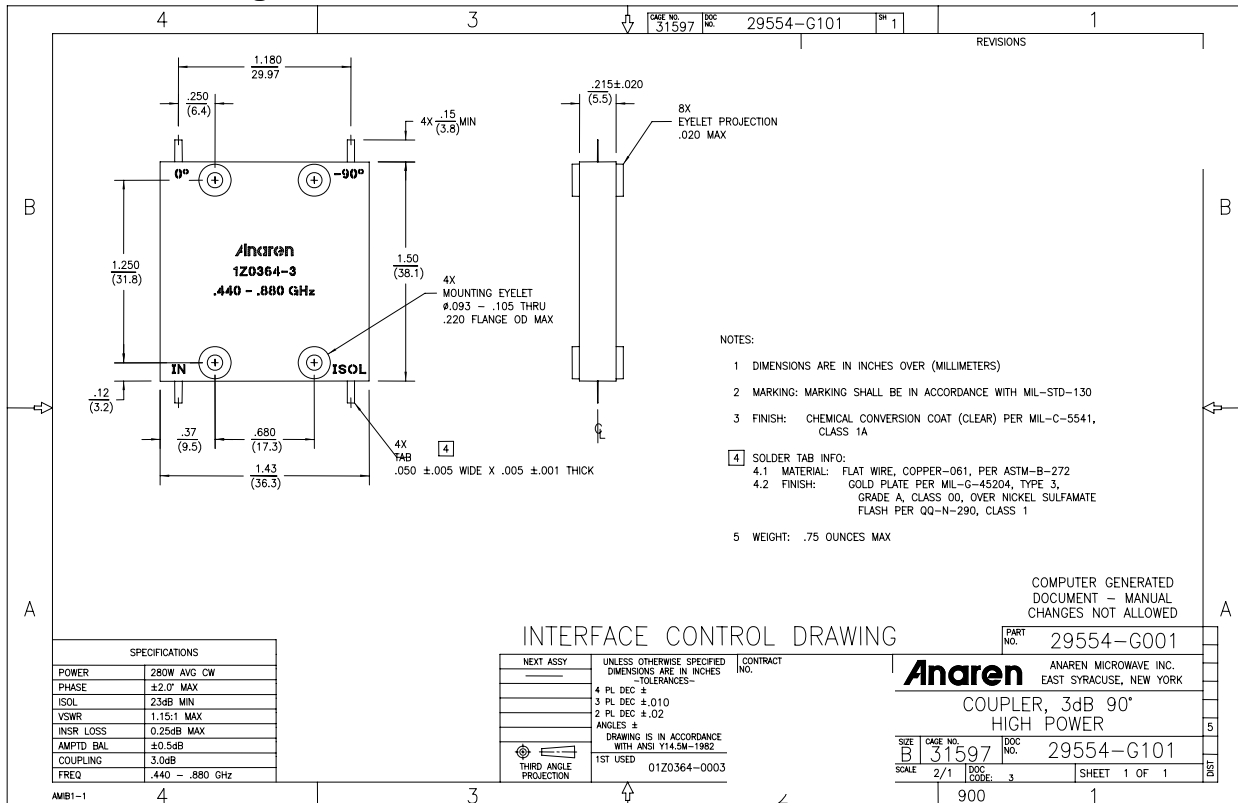 4
3
CAGE NO. 31597
DOC NO. 29554-G101
SH 1
1
REVISIONS
1.180
29.97
.250
(6.4)
4X .15 MIN
(3.8)
.215±.020
(5.5)
8X
EYELET PROJECTION
.020 MAX
0°
-90°
B
B
Anaren
1Z0364-3
.440 - .880 GHz
1.250
(31.8)
1.50
(38.1)
4X
MOUNTING EYELET
Ø.093 - .105 THRU
.220 FLANGE OD MAX
IN
ISOL
.12
(3.2)
.37
(9.5)
.680
(17.3)
1.43
(36.3)
4X
TAB 4
.050 ±.005 WIDE X .005 ±.001 THICK
CL
NOTES:
1 DIMENSIONS ARE IN INCHES OVER (MILLIMETERS)
2 MARKING: MARKING SHALL BE IN ACCORDANCE WITH MIL-STD-130
3 FINISH: CHEMICAL CONVERSION COAT (CLEAR) PER MIL-C-5541,
CLASS 1A
4 SOLDER TAB INFO:
4.1 MATERIAL: FLAT WIRE, COPPER-061, PER ASTM-B-272
4.2 FINISH: GOLD PLATE PER MIL-G-45204, TYPE 3,
GRADE A, CLASS 00, OVER NICKEL SULFAMATE
FLASH PER QQ-N-290, CLASS 1
5 WEIGHT: .75 OUNCES MAX
A
A
COMPUTER GENERATED
DOCUMENT - MANUAL
CHANGES NOT ALLOWED
INTERFACE CONTROL DRAWING
PART NO. 29554-G001
SPECIFICATIONS
POWER 280W AVG CW
PHASE ±2.0° MAX
ISOL 23dB MIN
VSWR 1.15:1 MAX
INSR LOSS 0.25dB MAX
AMPTD BAL ±0.5dB
COUPLING 3.0dB
FREQ .440 - .880 GHz
NEXT ASSY
THIRD ANGLE
PROJECTION
UNLESS OTHERWISE SPECIFIED
DIMENSIONS ARE IN INCHES
-TOLERANCES-
4 PL DEC ±
3 PL DEC ±.010
2 PL DEC ±.02
ANGLES ±
DRAWING IS IN ACCORDANCE
WITH ANSI Y14.5M-1982
1ST USED 01Z0364-0003
CONTRACT
NO.
Anaren
ANAREN MICROWAVE INC.
EAST SYRACUSE, NEW YORK
COUPLER, 3dB 90°
HIGH POWER
SIZE B
CAGE NO. 31597
DOC NO. 29554-G101
SCALE 2/1
DOC CODE: 3
SHEET 1 OF 1
5
DIST
AMIB1-1
4
3
900
1